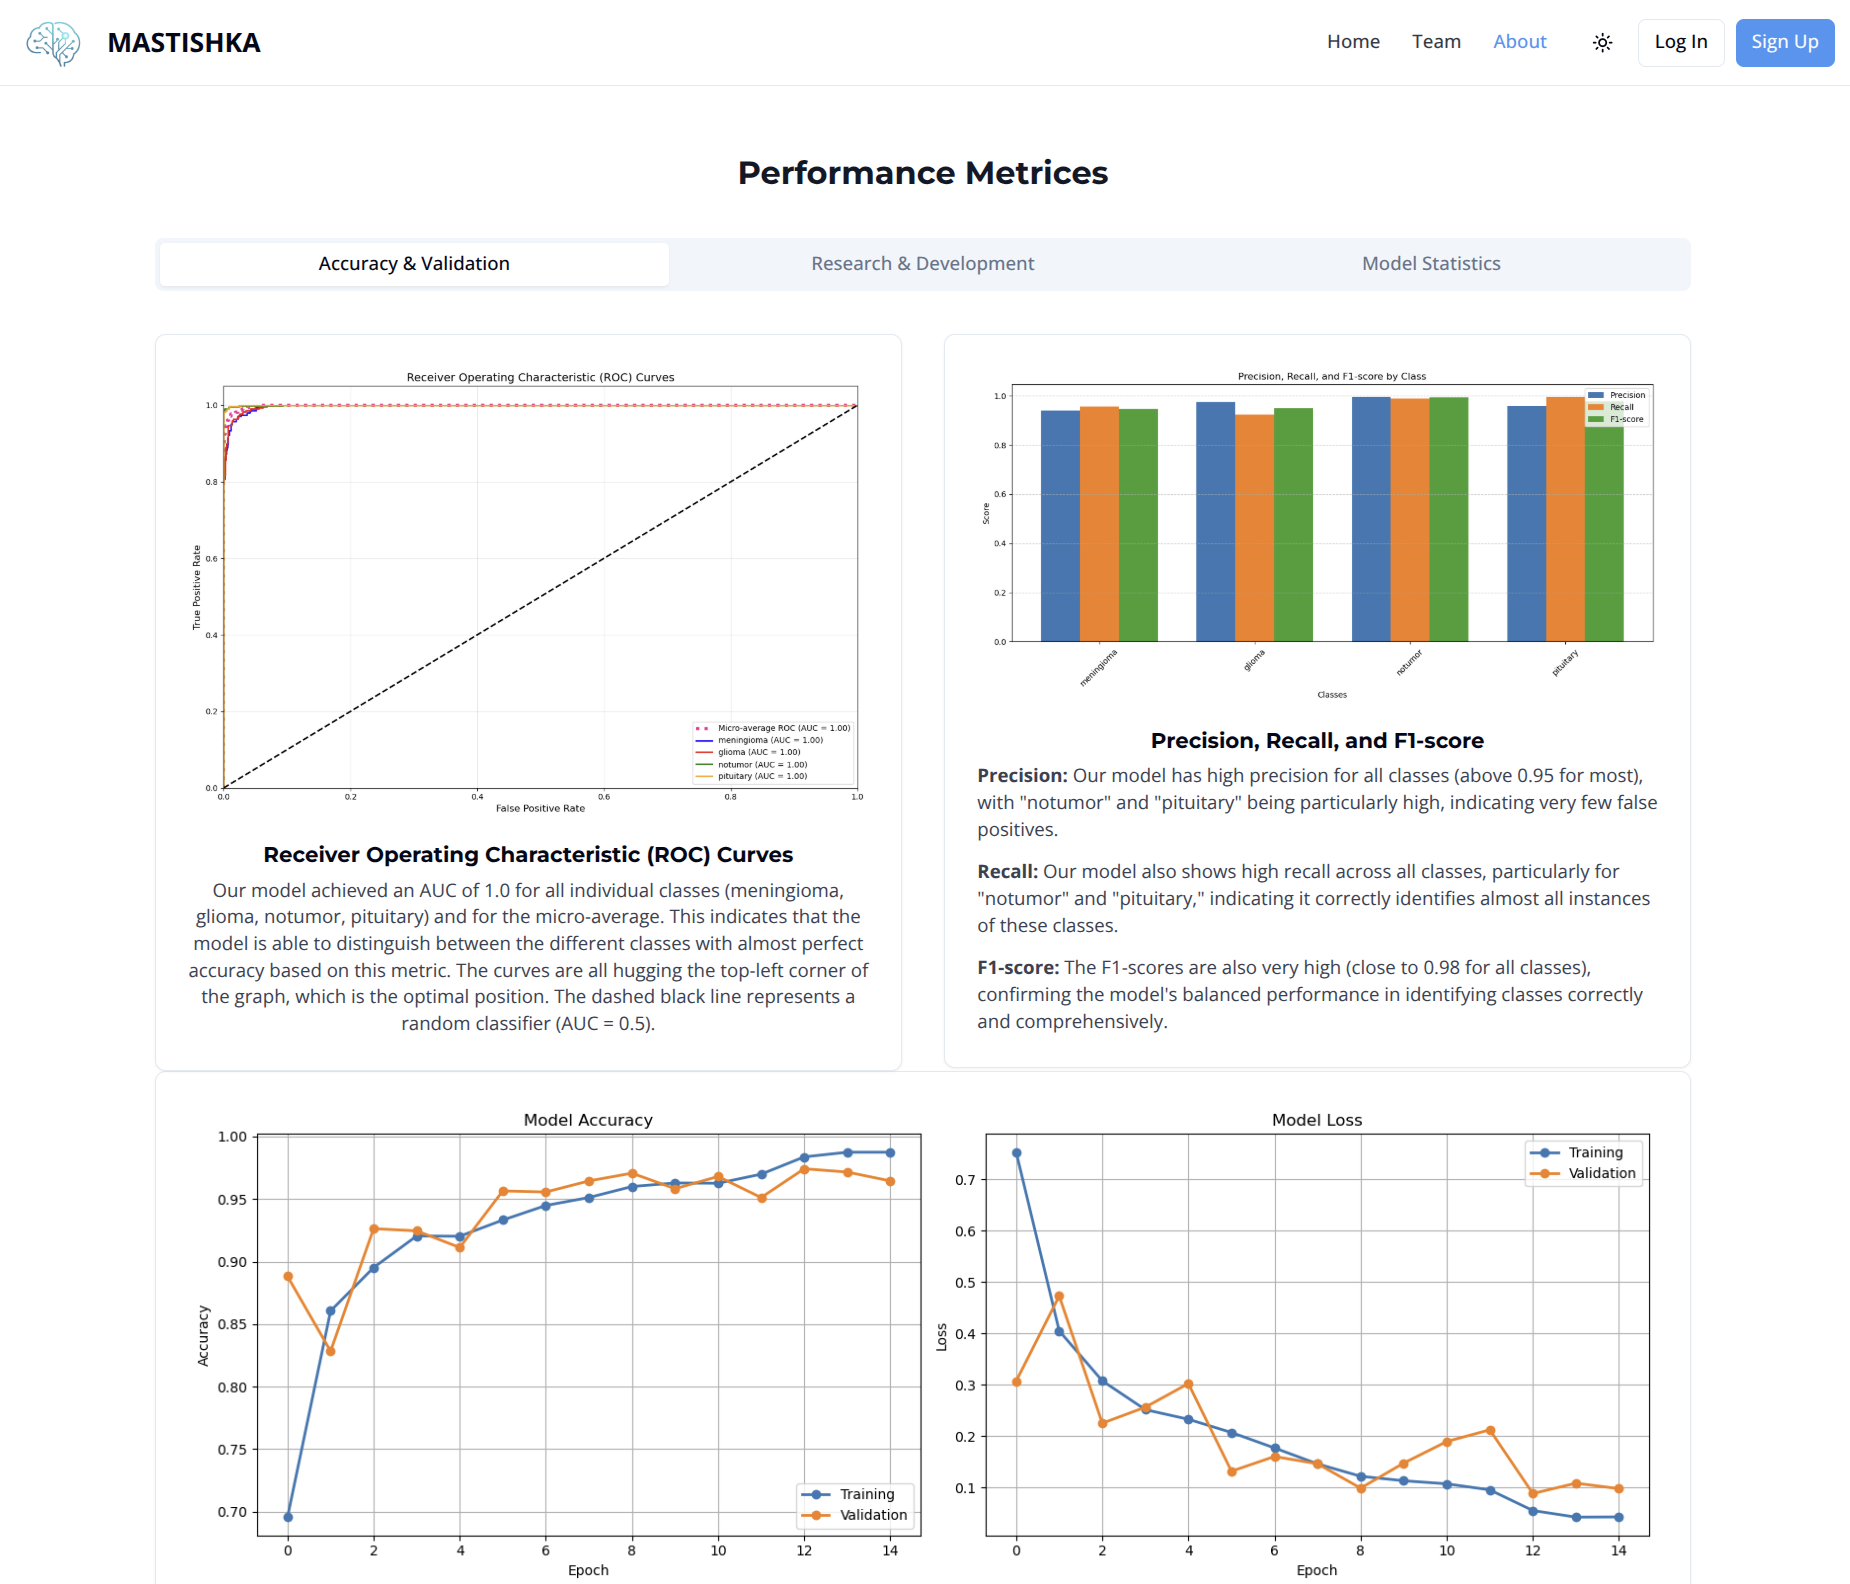 MASTISHKA
Home Team About Log In Sign Up
Performance Metrices
Accuracy & Validation Research & Development Model Statistics
Receiver Operating Characteristic (ROC) Curves
1.0
0.8
0.6
0.4
0.2
0.0
True Positive Rate
0.0 0.2 0.4 0.6 0.8 1.0
False Positive Rate
Micro-average ROC (AUC = 1.00)
meningioma (AUC = 1.00)
glioma (AUC = 1.00)
notumor (AUC = 1.00)
pituitary (AUC = 1.00)
Receiver Operating Characteristic (ROC) Curves
Our model achieved an AUC of 1.0 for all individual classes (meningioma,
glioma, notumor, pituitary) and for the micro-average. This indicates that the
model is able to distinguish between the different classes with almost perfect
accuracy based on this metric. The curves are all hugging the top-left corner of
the graph, which is the optimal position. The dashed black line represents a
random classifier (AUC = 0.5).
Precision, Recall, and F1-score by Class
1.0
0.8
0.6
0.4
0.2
0.0
Score
Precision
Recall
F1-score
meningioma glioma notumor pituitary
Classes
Precision, Recall, and F1-score
Precision: Our model has high precision for all classes (above 0.95 for most),
with "notumor" and "pituitary" being particularly high, indicating very few false
positives.
Recall: Our model also shows high recall across all classes, particularly for
"notumor" and "pituitary," indicating it correctly identifies almost all instances
of these classes.
F1-score: The F1-scores are also very high (close to 0.98 for all classes),
confirming the model's balanced performance in identifying classes correctly
and comprehensively.
Model Accuracy
1.00
0.95
0.90
0.85
0.80
0.75
0.70
Accuracy
Training
Validation
0 2 4 6 8 10 12 14
Epoch
Model Loss
0.7
0.6
0.5
0.4
0.3
0.2
0.1
Loss
Training
Validation
0 2 4 6 8 10 12 14
Epoch